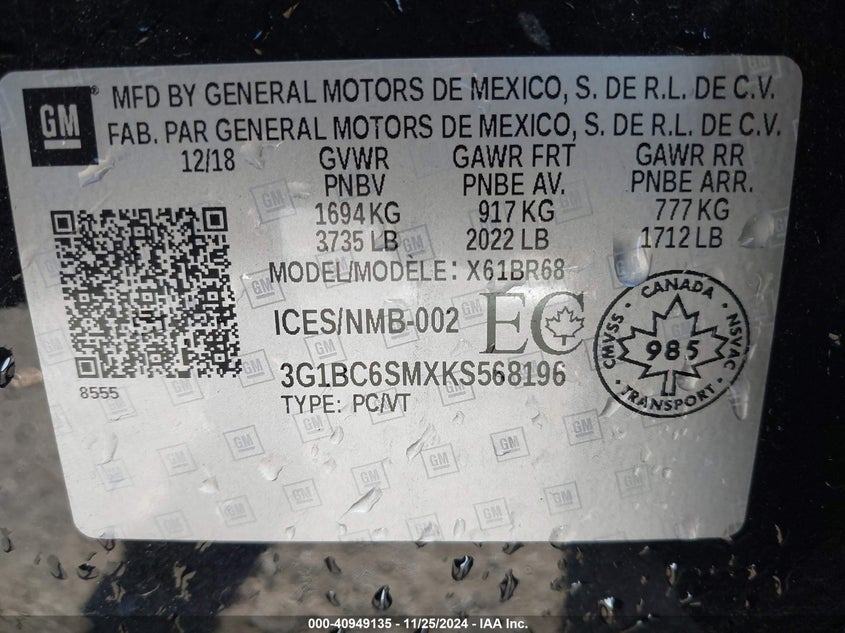 GM
MFD BY GENERAL MOTORS DE MEXICO, S. DE R.L. DE C.V.
FAB. PAR GENERAL MOTORS DE MEXICO, S. DE R.L. DE C.V.
12/18 GVWR GAWR FRT GAWR RR
PNBV PNBE AV. PNBE ARR.
1694 KG 917 KG 777 KG
3735 LB 2022 LB 1712 LB
MODEL/MODÈLE: X61BR68
ICES/NMB-002 EC
3G1BC6SMXKS568196
TYPE: PC/VT
8555
CANADA
CMVSS • NSVAC
985
TRANSPORT
000-40949135 - 11/25/2024 - IAA Inc.